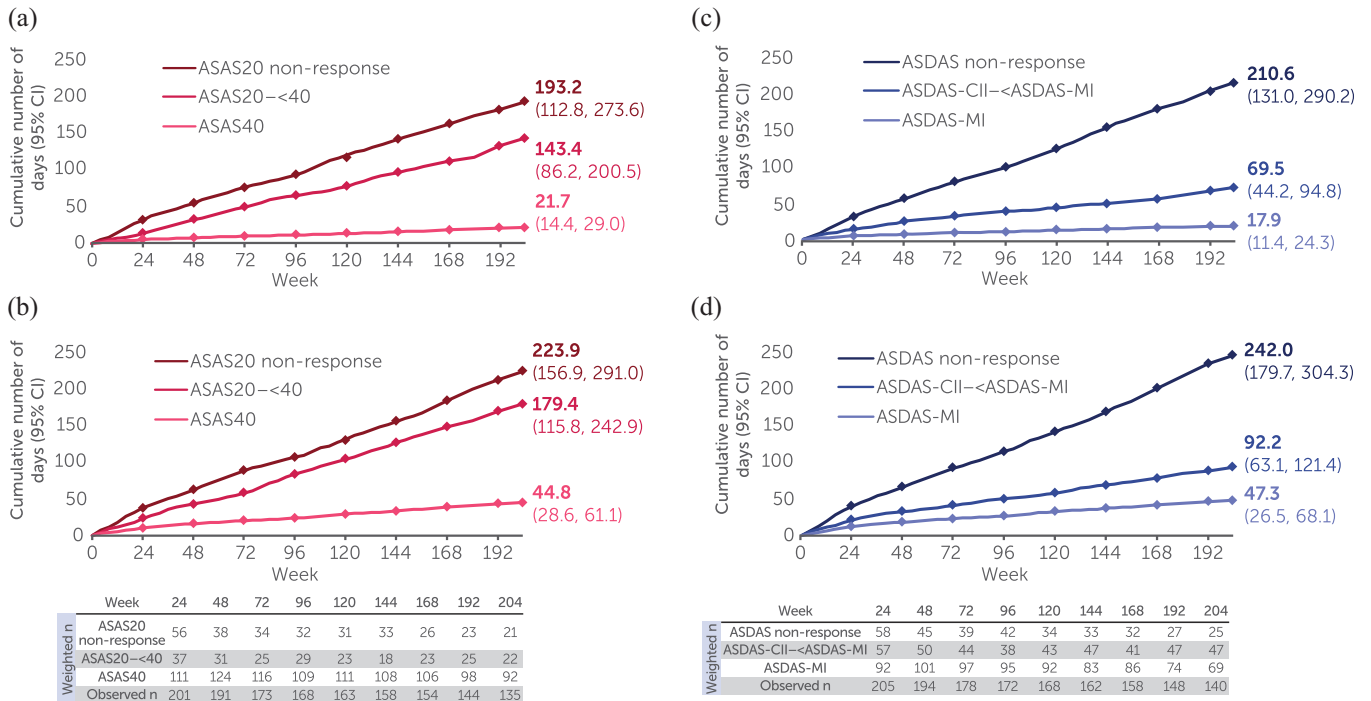 (a)
Cumulative number of
days (95% CI)
250
200
150
100
50
0
ASAS20 non-response
ASAS20–<40
ASAS40
193.2
(112.8, 273.6)
143.4
(86.2, 200.5)
21.7
(14.4, 29.0)
0 24 48 72 96 120 144 168 192
Week
(c)
Cumulative number of
days (95% CI)
250
200
150
100
50
0
ASDAS non-response
ASDAS-CII–<ASDAS-MI
ASDAS-MI
210.6
(131.0, 290.2)
69.5
(44.2, 94.8)
17.9
(11.4, 24.3)
0 24 48 72 96 120 144 168 192
Week
(b)
Cumulative number of
days (95% CI)
250
200
150
100
50
0
ASAS20 non-response
ASAS20–<40
ASAS40
223.9
(156.9, 291.0)
179.4
(115.8, 242.9)
44.8
(28.6, 61.1)
0 24 48 72 96 120 144 168 192
Week
(d)
Cumulative number of
days (95% CI)
250
200
150
100
50
0
ASDAS non-response
ASDAS-CII–<ASDAS-MI
ASDAS-MI
242.0
(179.7, 304.3)
92.2
(63.1, 121.4)
47.3
(26.5, 68.1)
0 24 48 72 96 120 144 168 192
Week
Weighted n
Week 24 48 72 96 120 144 168 192 204
ASAS20
non-response 56 38 34 32 31 33 26 23 21
ASAS20–<40 37 31 25 29 23 18 23 25 22
ASAS40 111 124 116 109 111 108 106 98 92
Observed n 201 191 173 168 163 158 154 144 135
Weighted n
Week 24 48 72 96 120 144 168 192 204
ASDAS non-response 58 45 39 42 34 33 32 27 25
ASDAS-CII–<ASDAS-MI 57 50 44 38 43 47 41 47 47
ASDAS-MI 92 101 97 95 92 83 86 74 69
Observed n 205 194 178 172 168 162 158 148 140